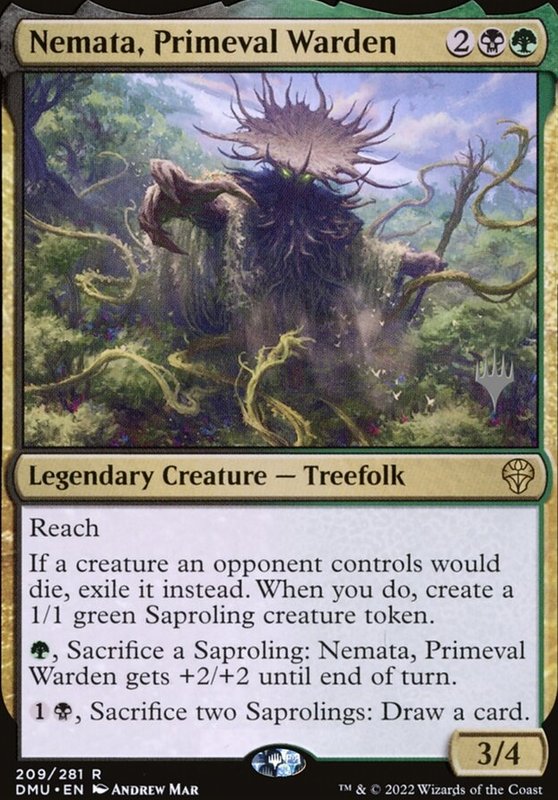 Nemata, Primeval Warden 2
Legendary Creature — Treefolk
Reach
If a creature an opponent controls would
die, exile it instead. When you do, create a
1/1 green Saproling creature token.
, Sacrifice a Saproling: Nemata, Primeval
Warden gets +2/+2 until end of turn.
1 , Sacrifice two Saprolings: Draw a card.
3/4
209/281 R
DMU • EN Andrew Mar
™ & © 2022 Wizards of the Coast